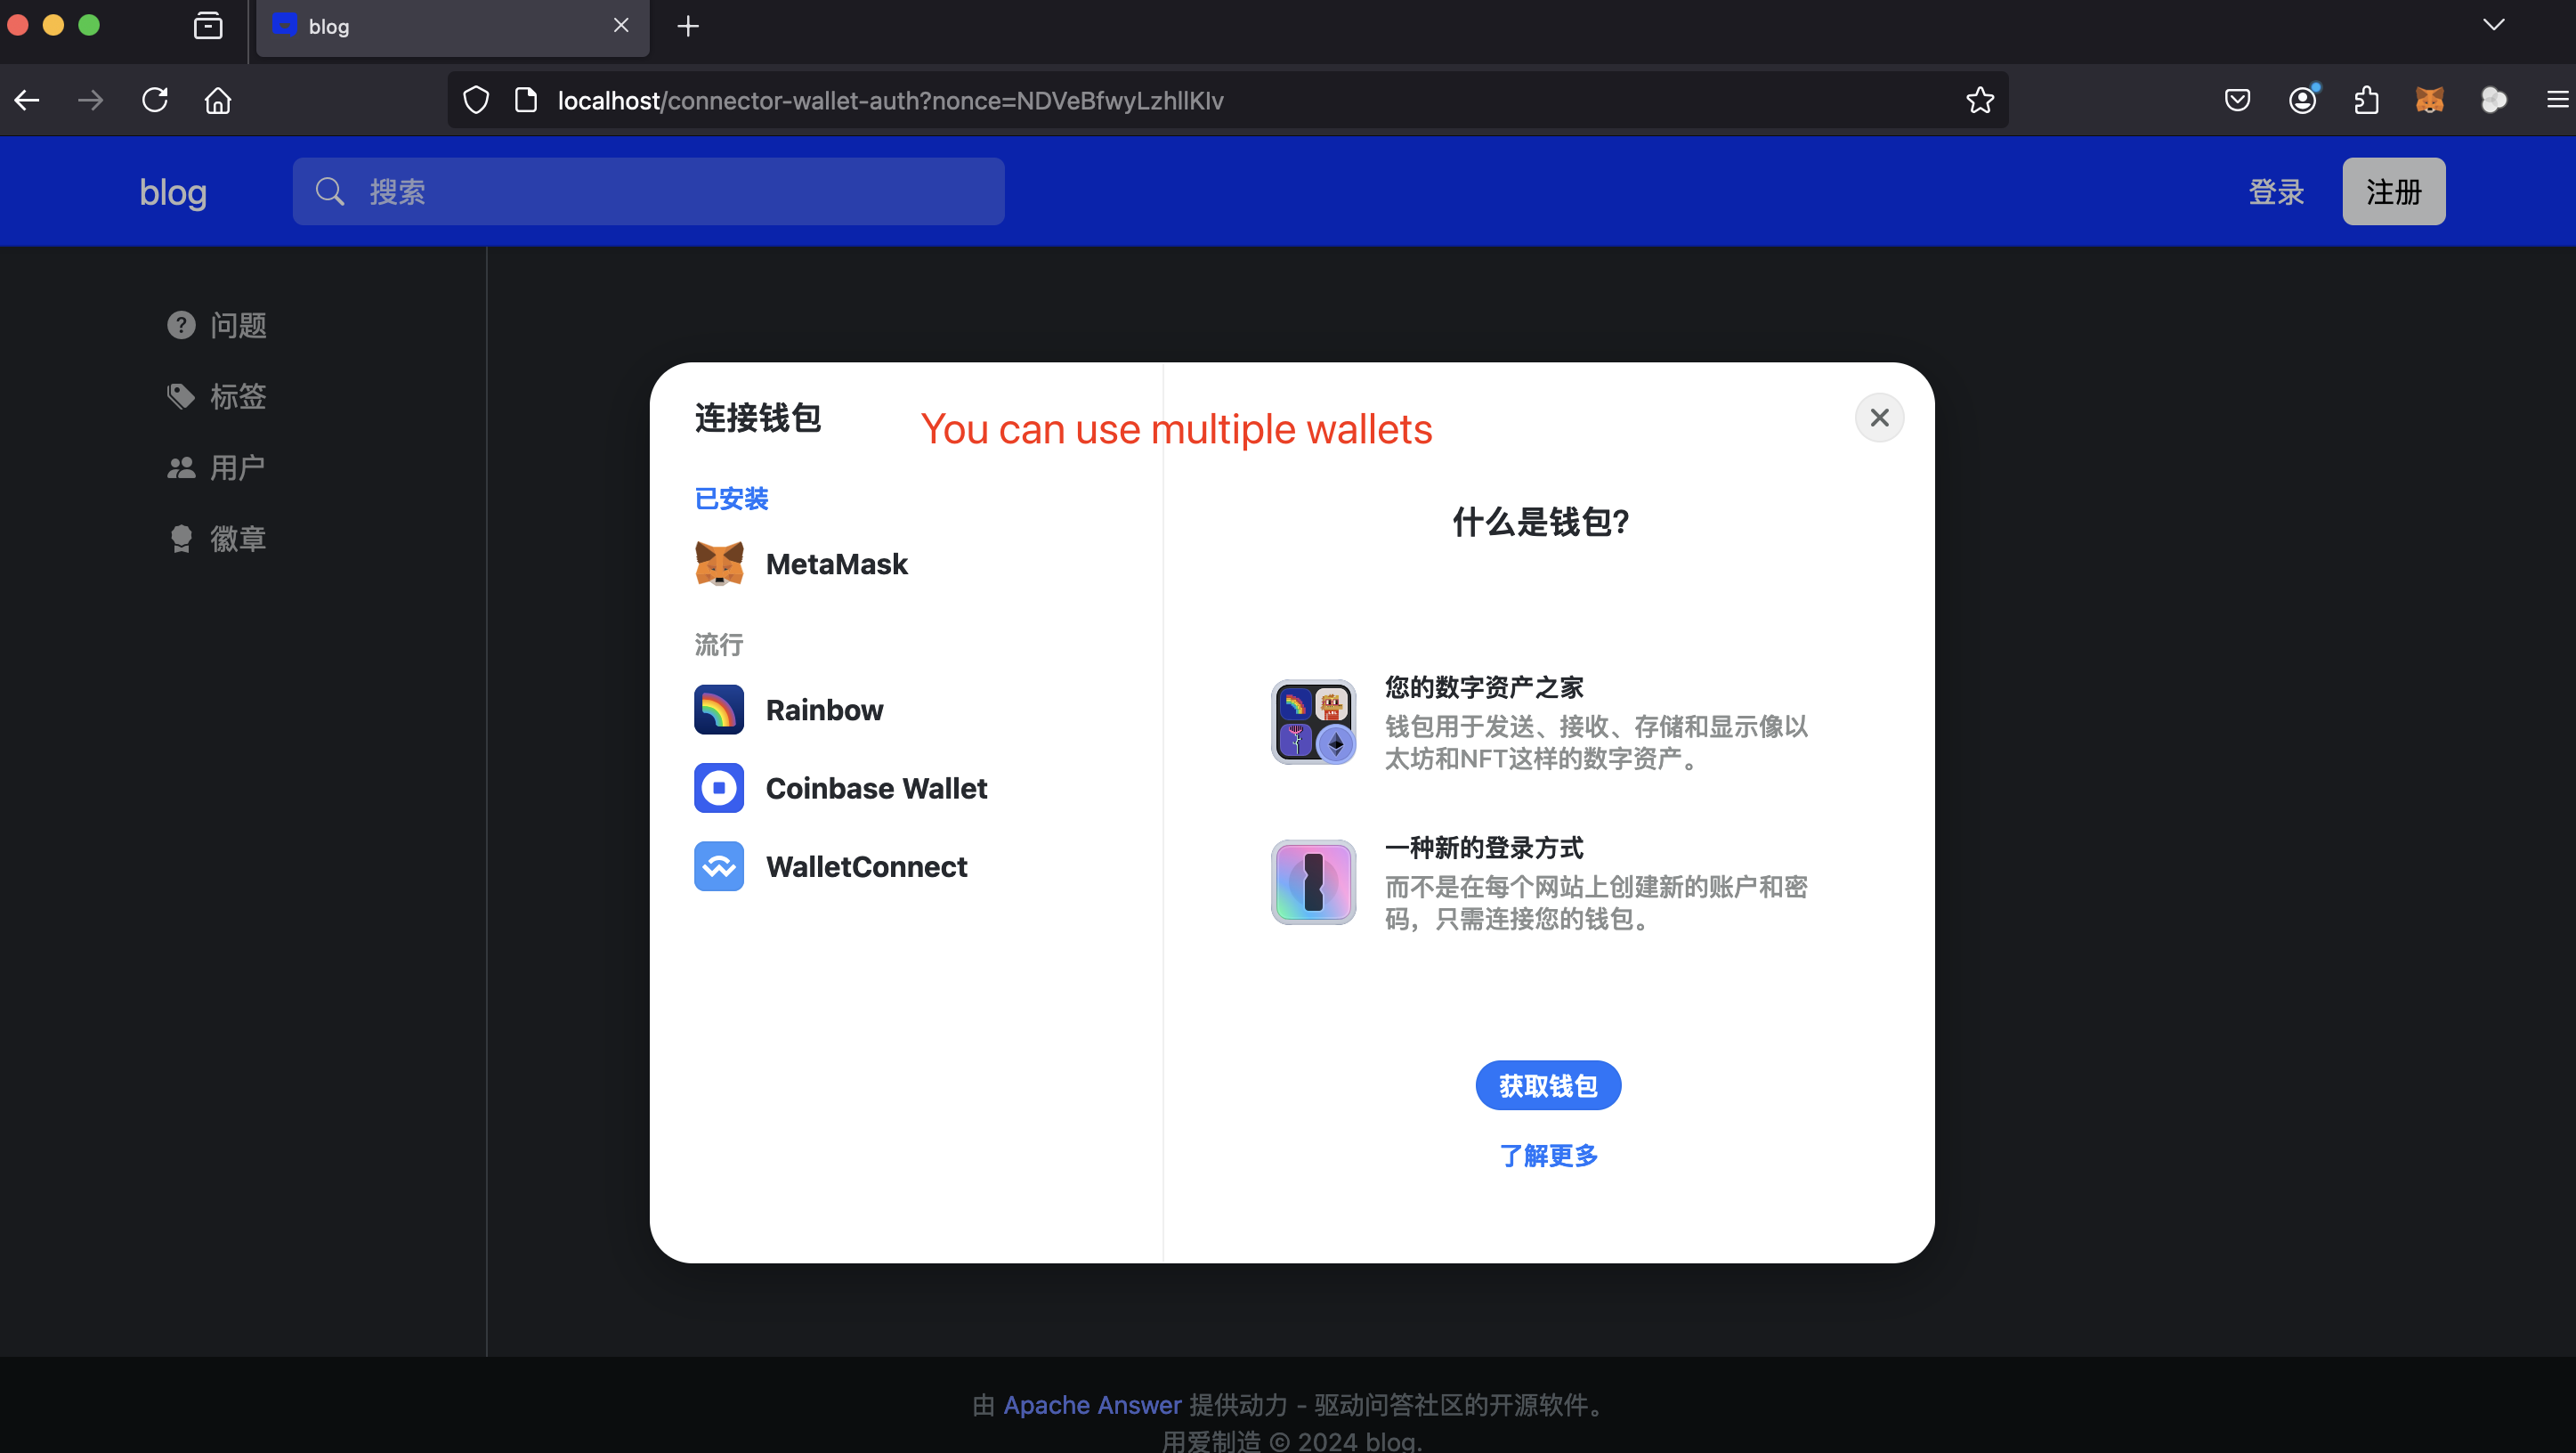 blog
localhost/connector-wallet-auth?nonce=NDVeBfwyLzhllKlv
blog
搜索
登录
注册
问题
标签
用户
徽章
连接钱包
You can use multiple wallets
已安装
MetaMask
流行
Rainbow
Coinbase Wallet
WalletConnect
什么是钱包?
您的数字资产之家
钱包用于发送、接收、存储和显示像以
太坊和NFT这样的数字资产。
一种新的登录方式
而不是在每个网站上创建新的账户和密
码，只需连接您的钱包。
获取钱包
了解更多
由 Apache Answer 提供动力 - 驱动问答社区的开源软件。
用爱制造 © 2024 blog.